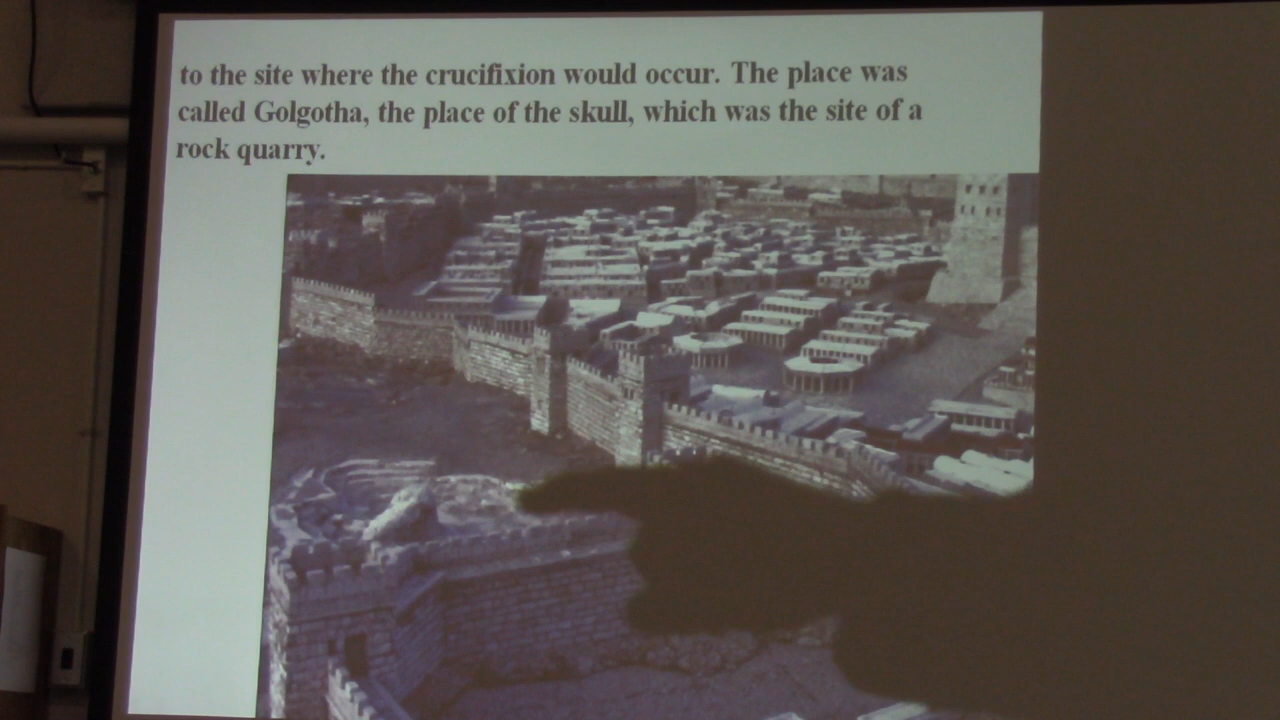 to the site where the crucifixion would occur. The place was
called Golgotha, the place of the skull, which was the site of a
rock quarry.